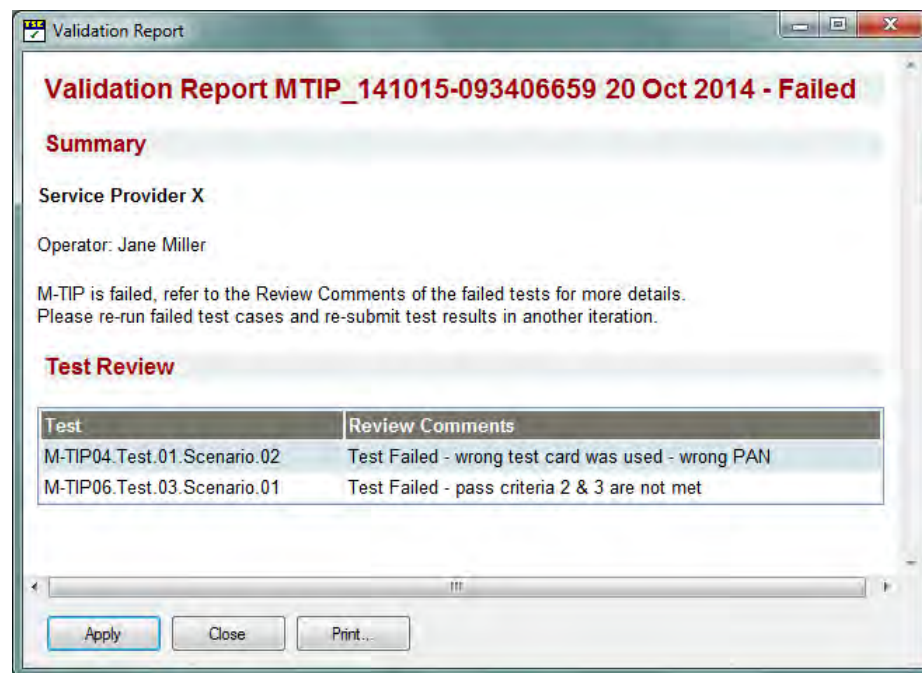 TSE
Validation Report
Validation Report MTIP_141015-093406659 20 Oct 2014 - Failed
Summary
Service Provider X
Operator: Jane Miller
M-TIP is failed, refer to the Review Comments of the failed tests for more details.
Please re-run failed test cases and re-submit test results in another iteration.
Test Review
Test Review Comments
M-TIP04.Test.01.Scenario.02 Test Failed - wrong test card was used - wrong PAN
M-TIP06.Test.03.Scenario.01 Test Failed - pass criteria 2 & 3 are not met
Apply Close Print...